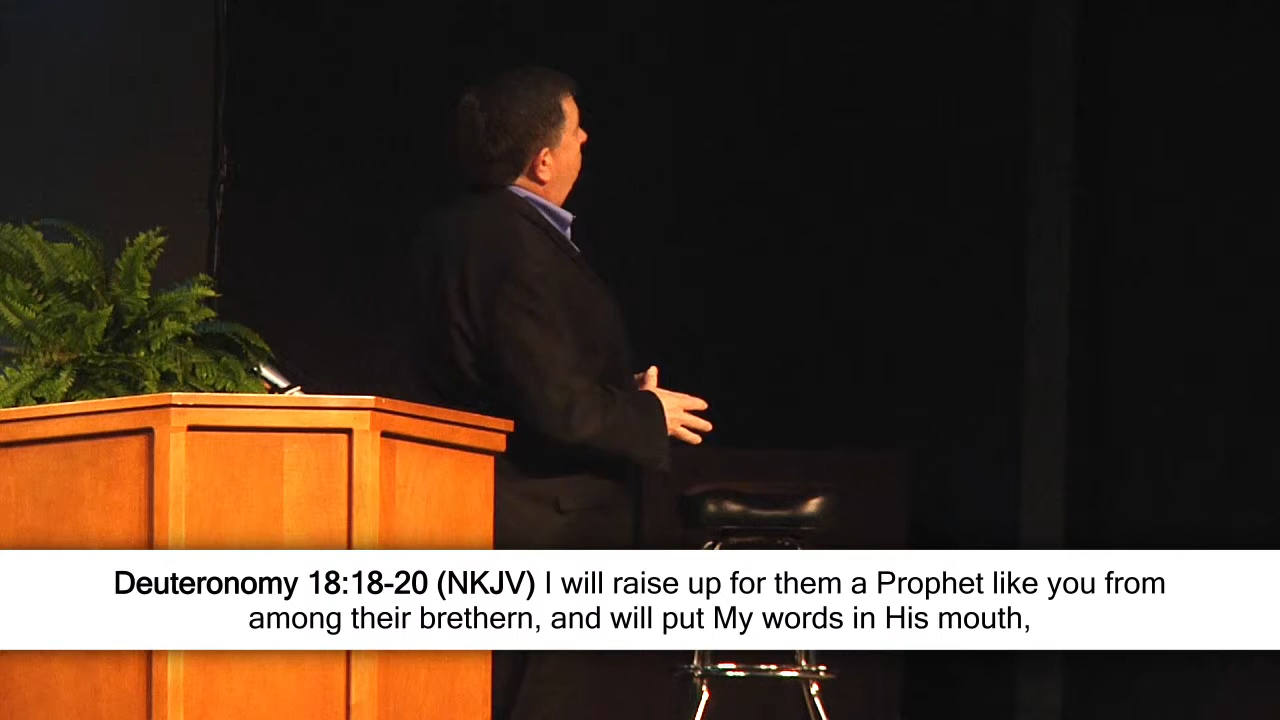 Deuteronomy 18:18-20 (NKJV) I will raise up for them a Prophet like you from
among their brethern, and will put My words in His mouth,